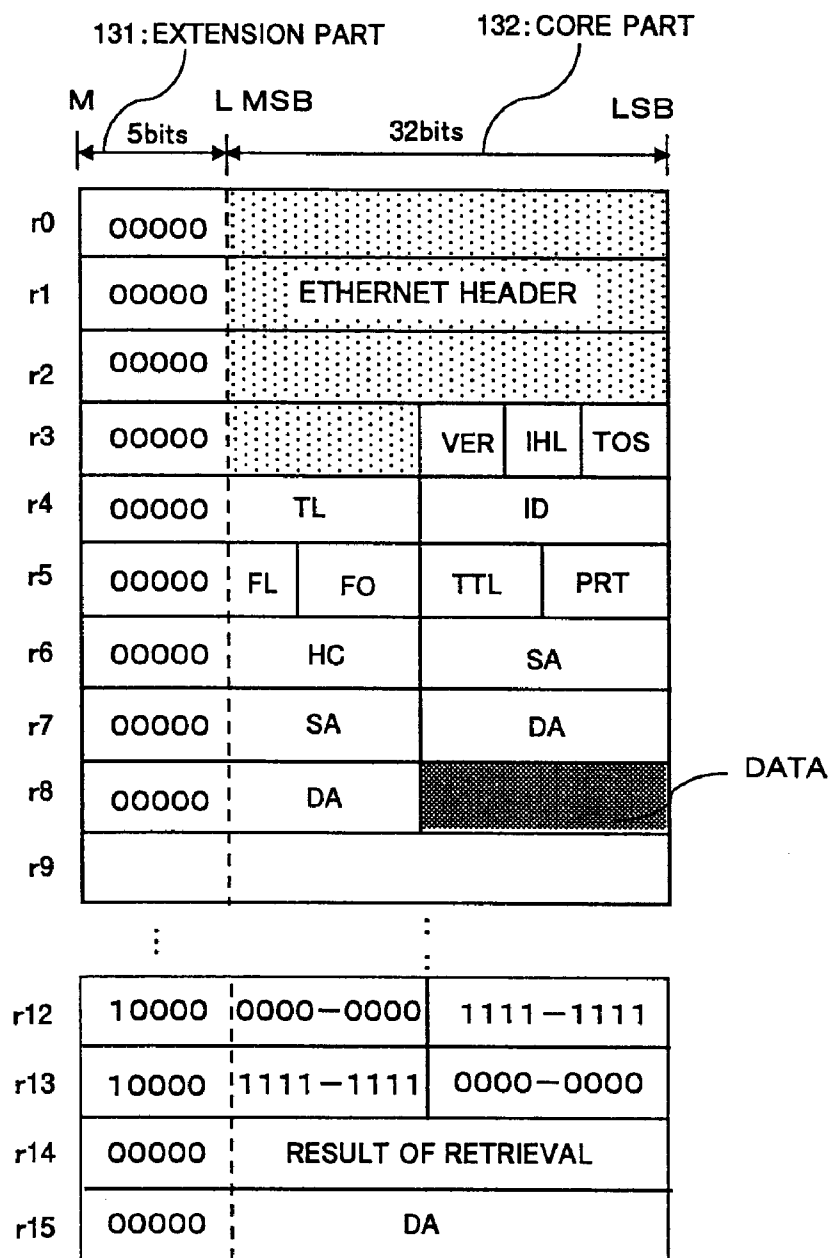 131:EXTENSION PART 132:CORE PART
M L MSB LSB
5bits 32bits
r0 00000
r1 00000 ETHERNET HEADER
r2 00000
r3 00000 VER IHL TOS
r4 00000 TL ID
r5 00000 FL FO TTL PRT
r6 00000 HC SA
r7 00000 SA DA
r8 00000 DA DATA
r9
r12 10000 0000-0000 1111-1111
r13 10000 1111-1111 0000-0000
r14 00000 RESULT OF RETRIEVAL
r15 00000 DA